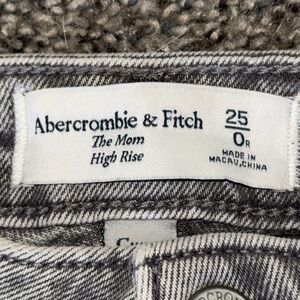 Abercrombie & Fitch
The Mom
High Rise
25
0R
MADE IN
MACAU, CHINA